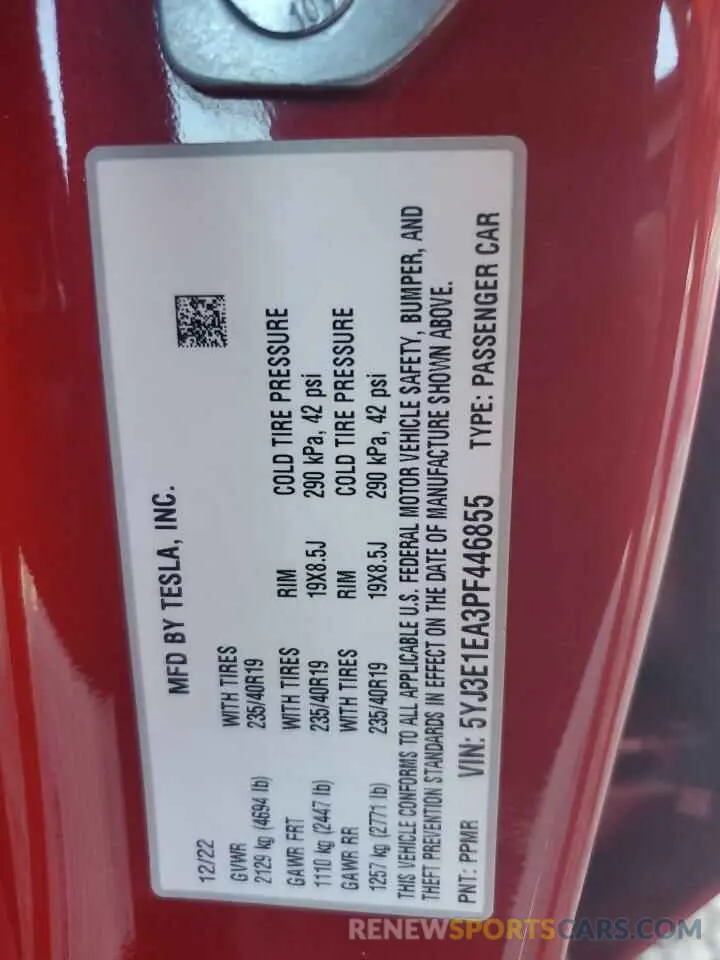 MFD BY TESLA, INC.
12/22
GVWR WITH TIRES
2129 kg (4694 lb) 235/40R19
GAWR FRT WITH TIRES RIM COLD TIRE PRESSURE
1110 kg (2447 lb) 235/40R19 19X8.5J 290 kPa, 42 psi
GAWR RR WITH TIRES RIM COLD TIRE PRESSURE
1257 kg (2771 lb) 235/40R19 19X8.5J 290 kPa, 42 psi
THIS VEHICLE CONFORMS TO ALL APPLICABLE U.S. FEDERAL MOTOR VEHICLE SAFETY, BUMPER, AND
THEFT PREVENTION STANDARDS IN EFFECT ON THE DATE OF MANUFACTURE SHOWN ABOVE.
PNT: PPMR VIN: 5YJ3E1EA3PF446855 TYPE: PASSENGER CAR
RENEWSPORTSCARS.COM